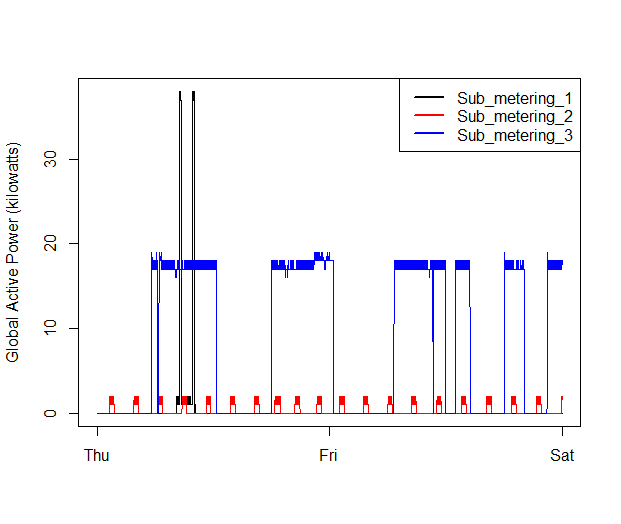 Sub_metering_1
Sub_metering_2
Sub_metering_3
Global Active Power (kilowatts)
30
20
10
0
Thu Fri Sat